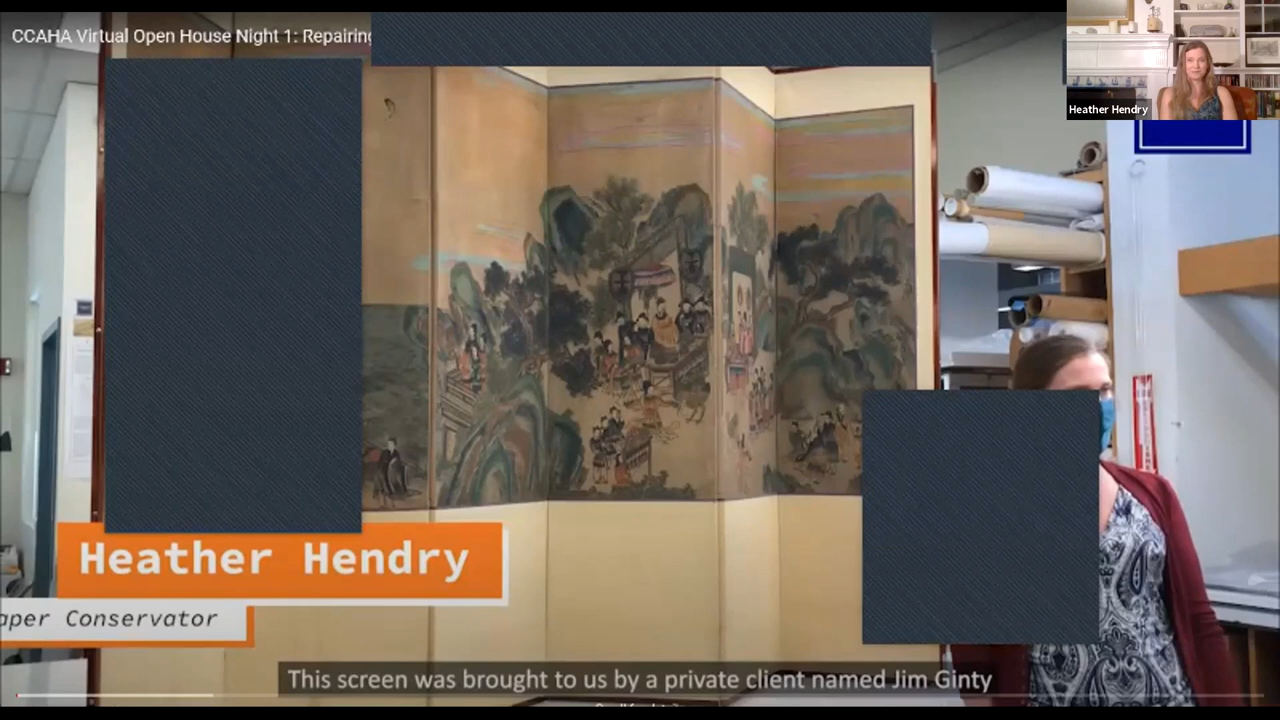 CCAHA Virtual Open House Night 1: Repairing
Heather Hendry
Heather Hendry
aper Conservator
This screen was brought to us by a private client named Jim Ginty